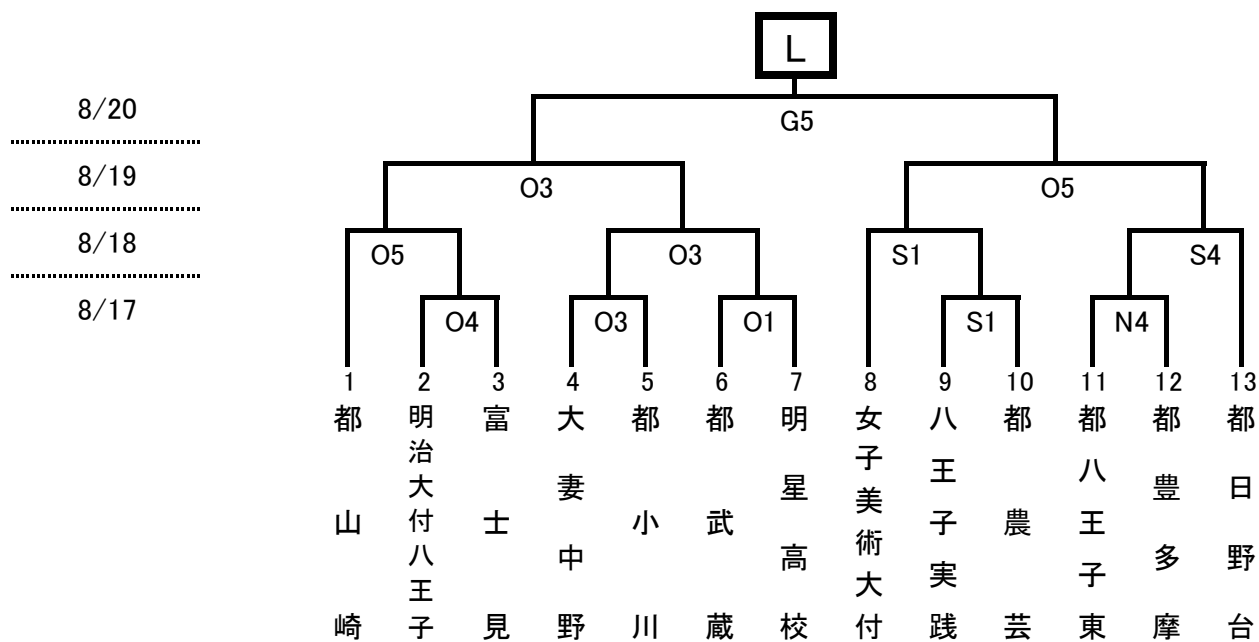 L
8/20
G5
8/19
O3
O5
8/18
O5
O3
S1
S4
8/17
O4
O3
O1
S1
N4
1
2
3
4
5
6
7
8
9
10
11
12
13
都山崎
明治大付八王子
富士見
大妻中野
都小川
都武蔵
明星高校
女子美術大付
八王子実践
都農芸
都八王子東
都豊多摩
都日野台